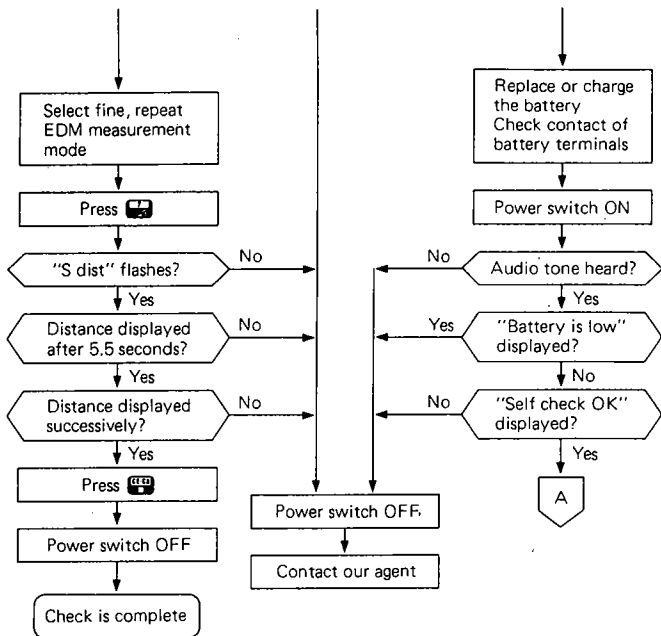 Select fine, repeat
EDM measurement
mode
Press
"S dist" flashes?
No
Yes
Distance displayed
after 5.5 seconds?
No
Yes
Distance displayed
successively?
No
Yes
Press
Power switch OFF
Check is complete
Power switch OFF
Contact our agent
Replace or charge
the battery
Check contact of
battery terminals
Power switch ON
Audio tone heard?
No
Yes
"Battery is low"
displayed?
Yes
No
"Self check OK"
displayed?
No
Yes
A